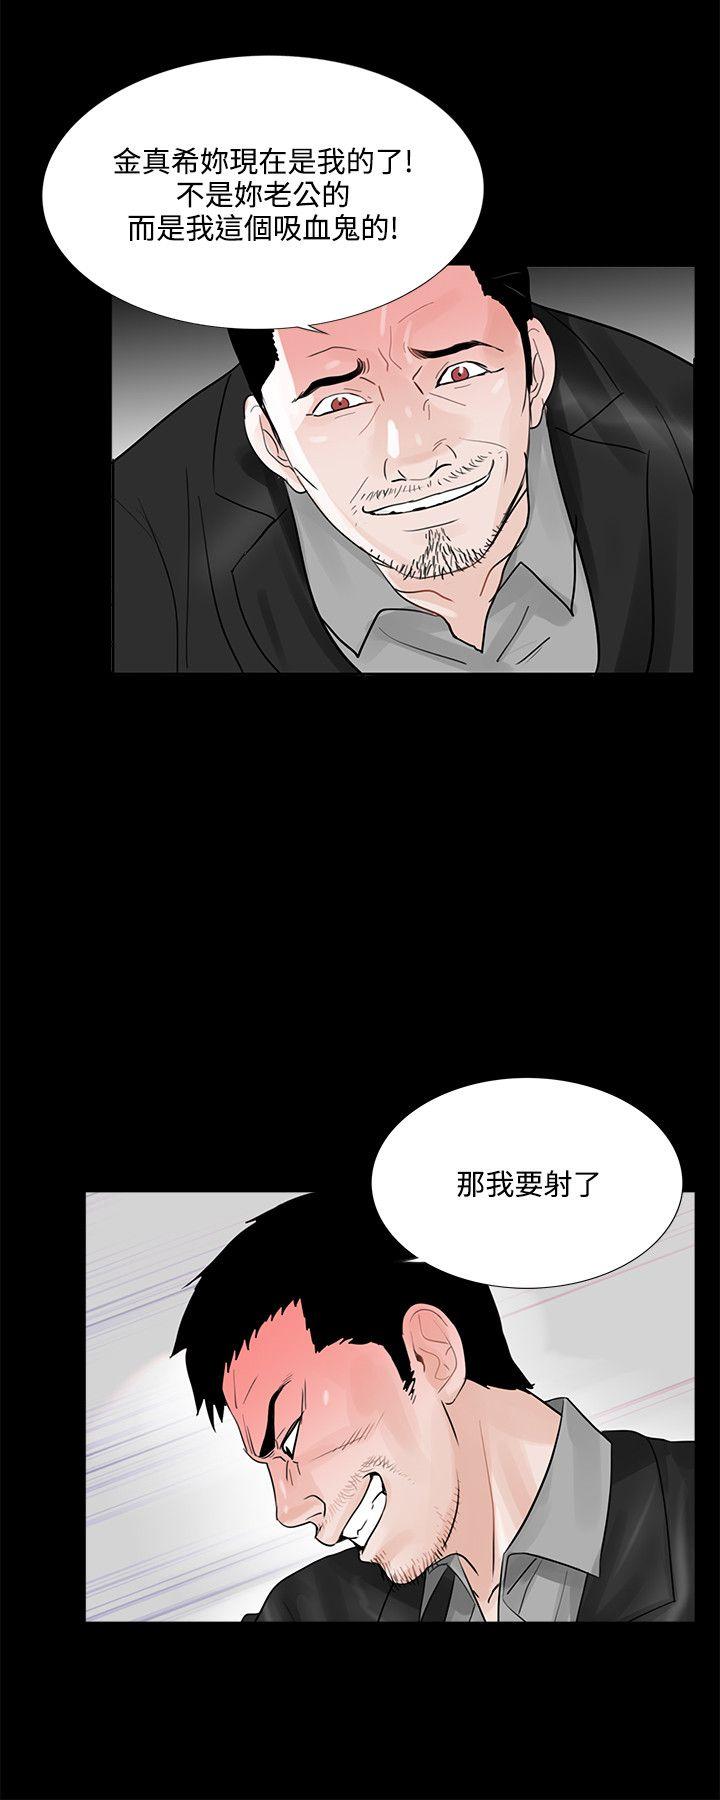 金真希妳現在是我的了!
不是妳老公的
而是我這個吸血鬼的!
那我要射了